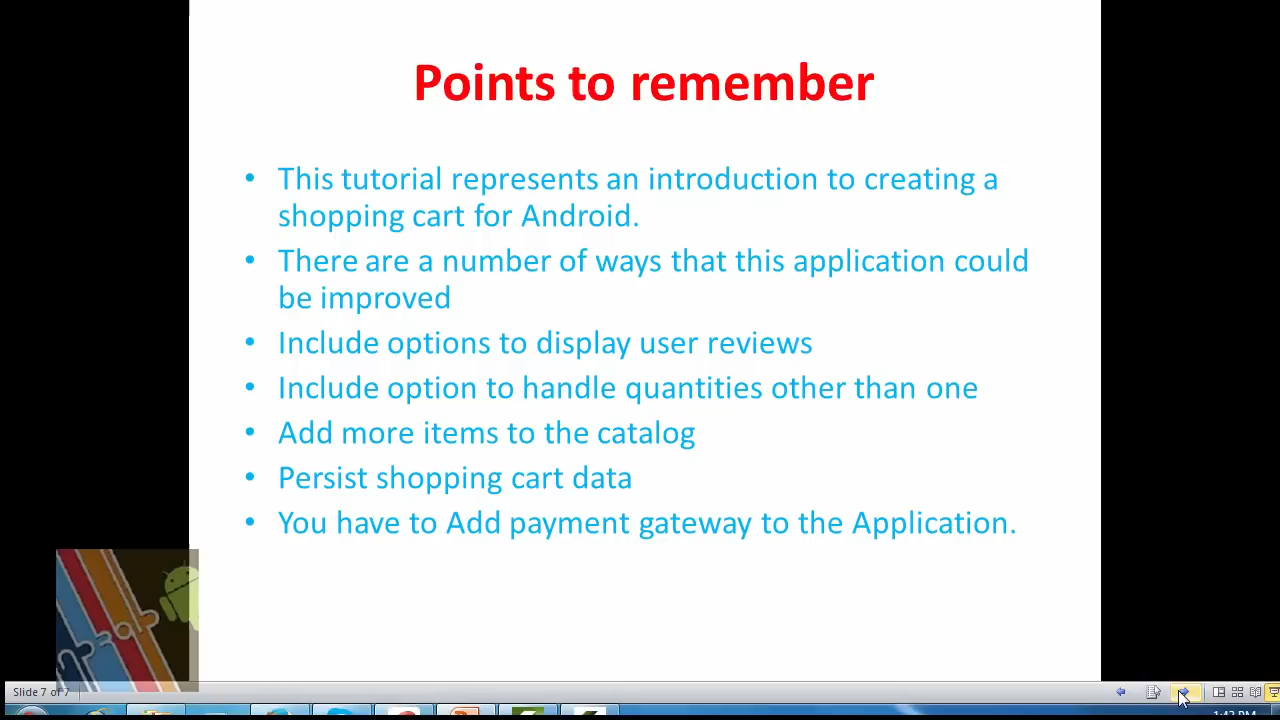 Points to remember
• This tutorial represents an introduction to creating a
shopping cart for Android.
• There are a number of ways that this application could
be improved
• Include options to display user reviews
• Include option to handle quantities other than one
• Add more items to the catalog
• Persist shopping cart data
• You have to Add payment gateway to the Application.
Slide 7 of 7